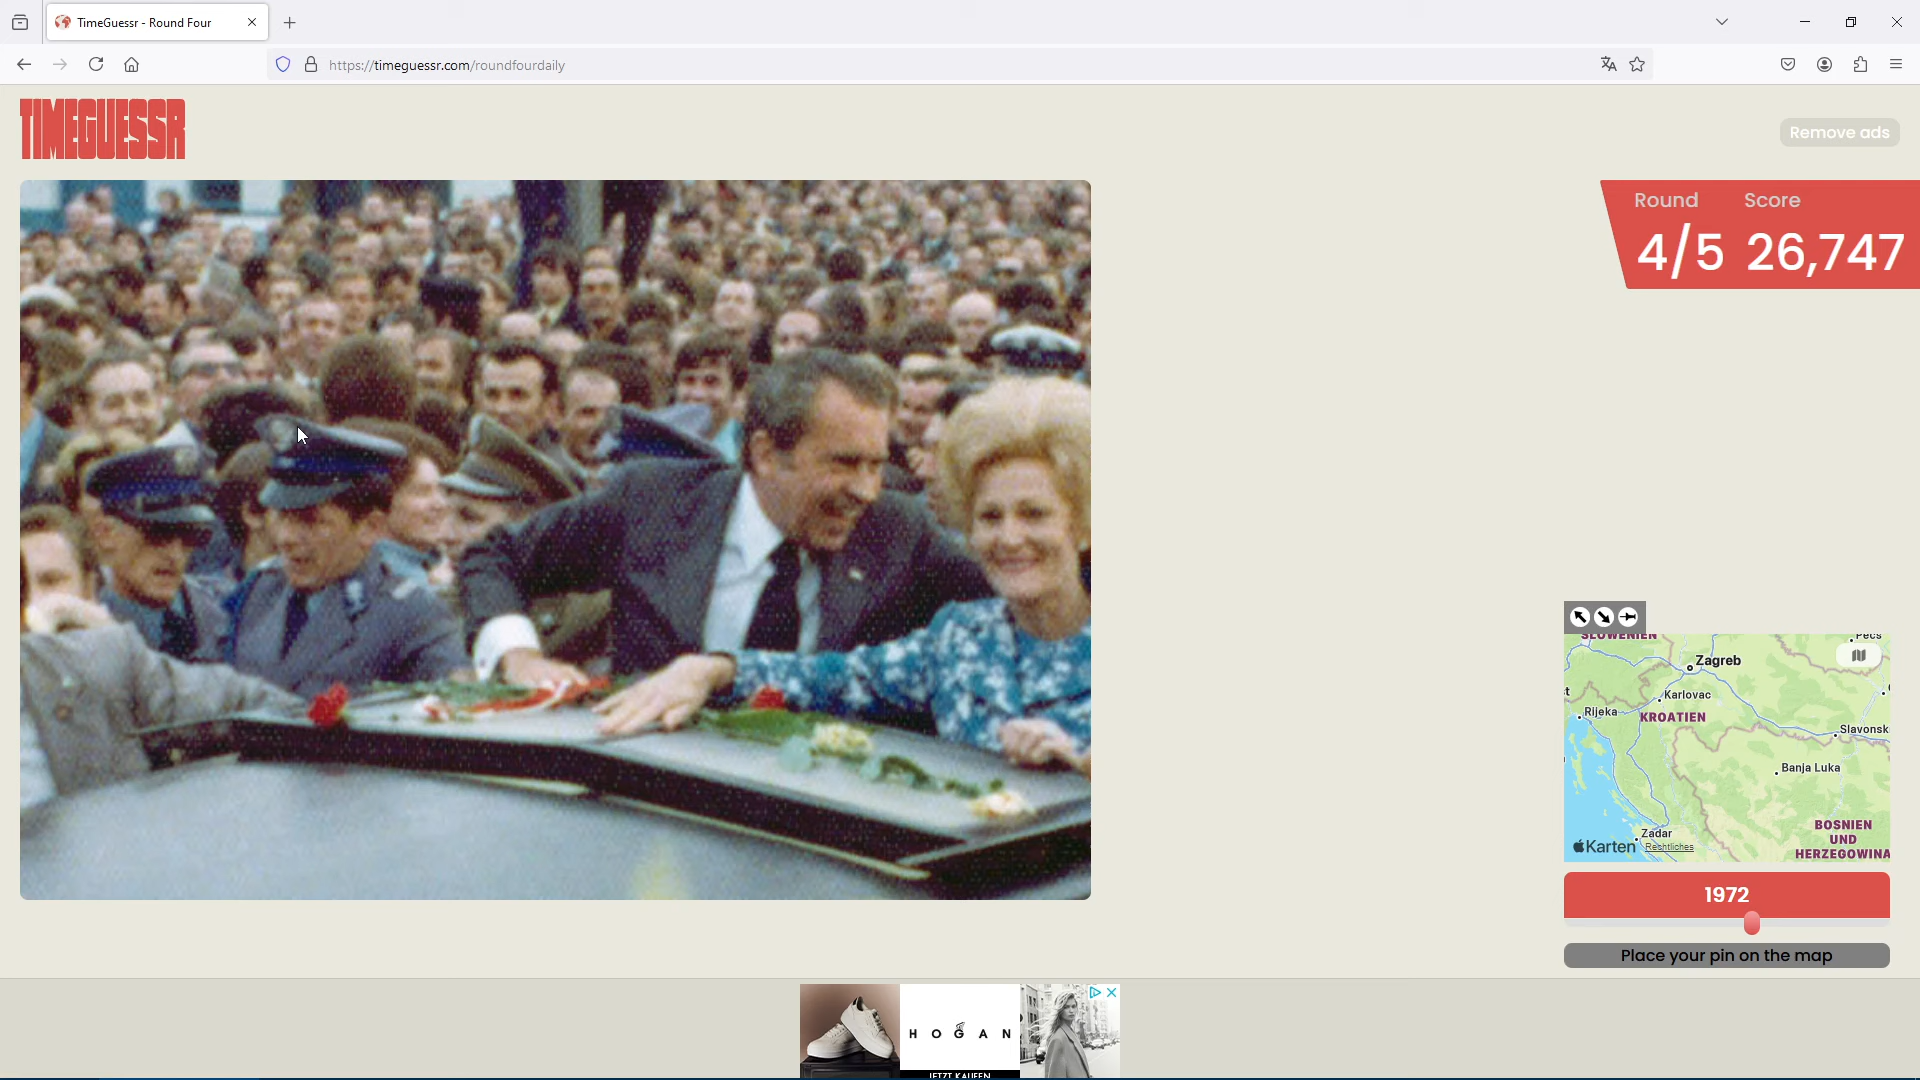 TimeGuessr - Round Four
https://timeguessr.com/roundfourdaily
TIMEGUESSR
Remove ads
Round Score
4/5 26,747
SLOWENIEN
Pécs
Zagreb
Karlovac
Rijeka
KROATIEN
Slavonsk
Banja Luka
Zadar
BOSNIEN
UND
HERZEGOWINA
Karten Rechtliches
1972
Place your pin on the map
HOGAN
JETZT KAUFEN